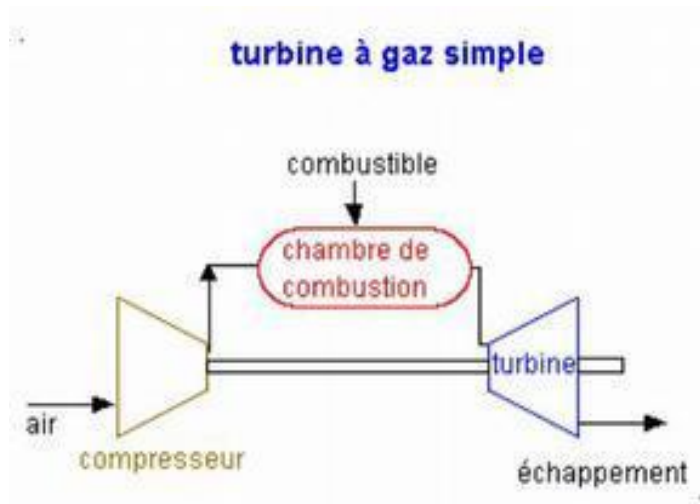 turbine à gaz simple
combustible
chambre de
combustion
turbine
air
compresseur
échappement